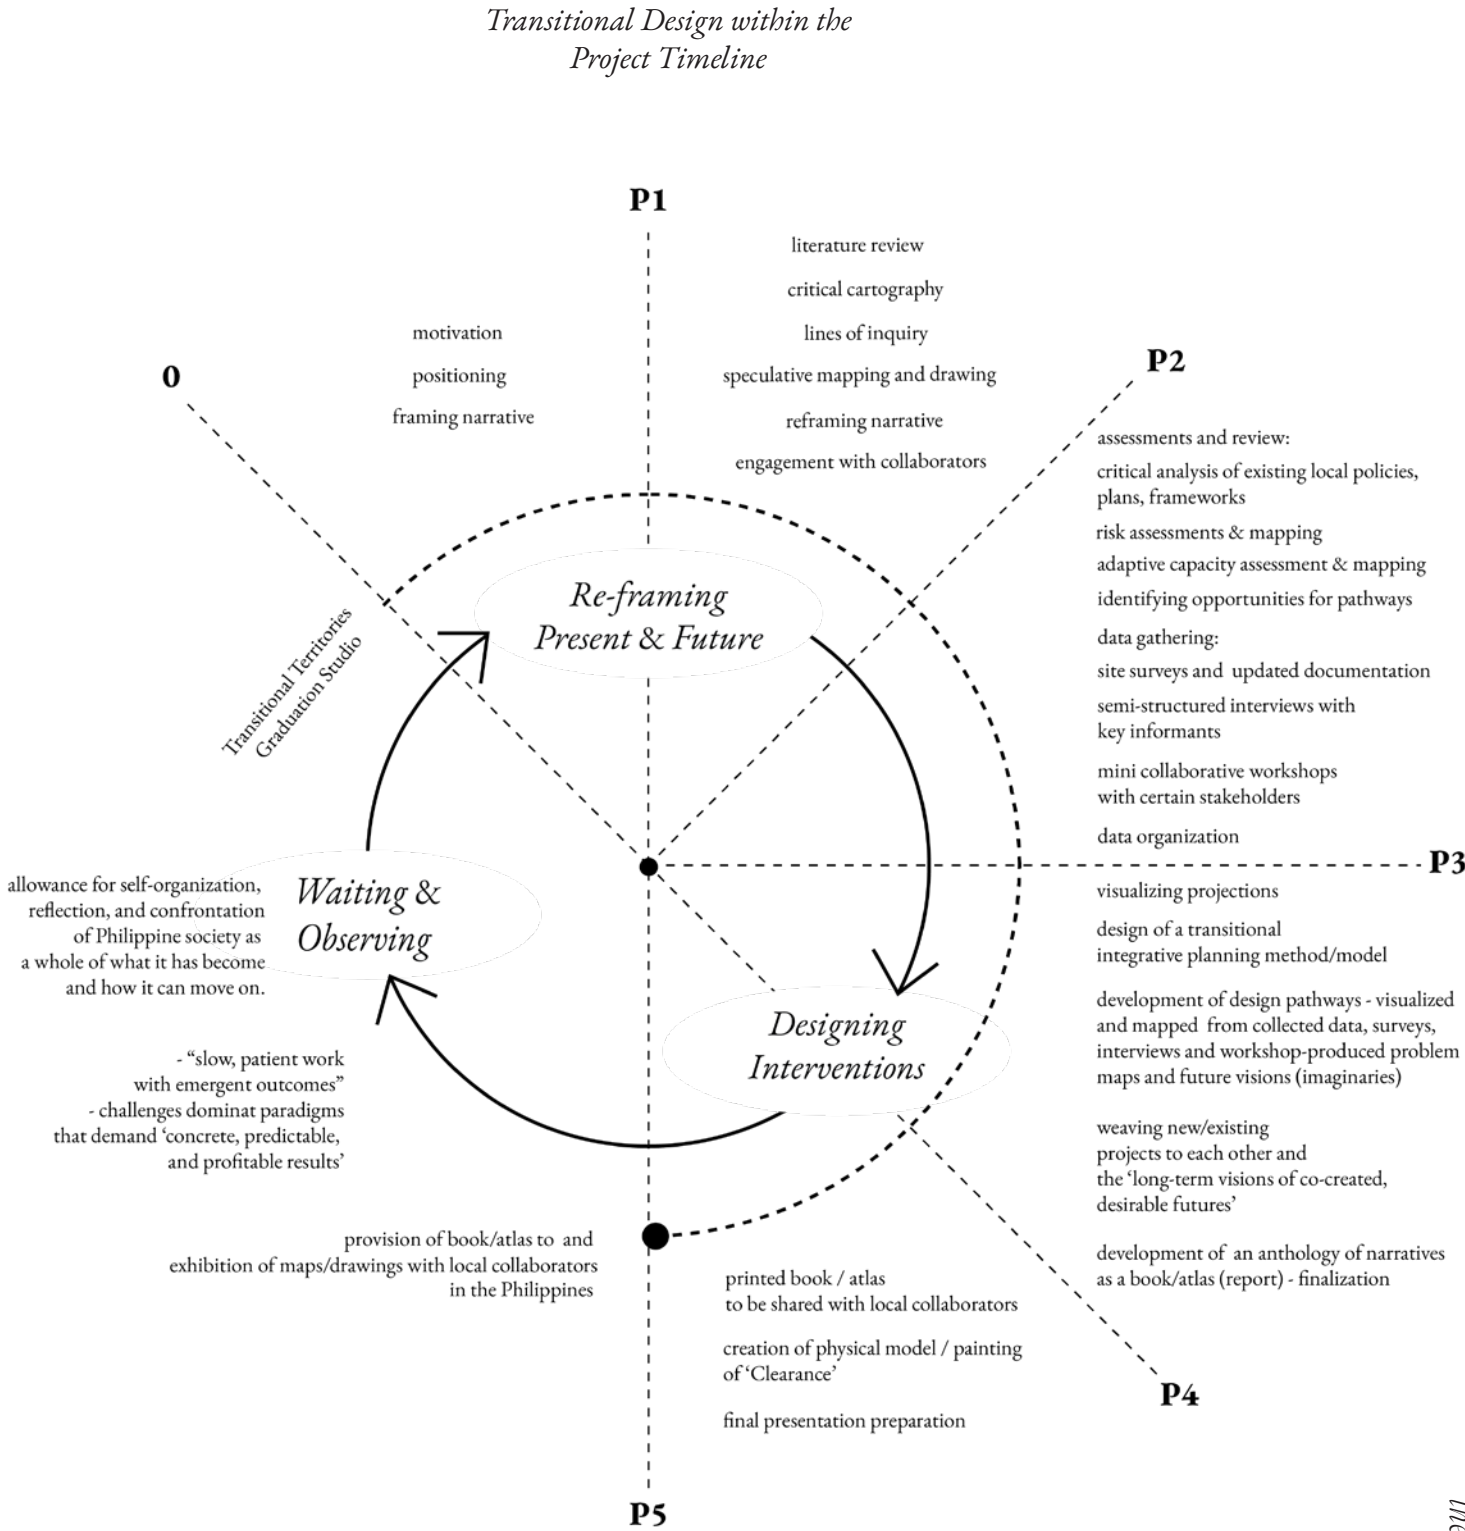 Transitional Design within the
Project Timeline
P1
literature review
critical cartography
lines of inquiry
speculative mapping and drawing
reframing narrative
engagement with collaborators
motivation
positioning
framing narrative
0
P2
assessments and review:
critical analysis of existing local policies,
plans, frameworks
risk assessments & mapping
adaptive capacity assessment & mapping
identifying opportunities for pathways
data gathering:
site surveys and updated documentation
semi-structured interviews with
key informants
mini collaborative workshops
with certain stakeholders
data organization
Re-framing
Present & Future
Transitional Territories
Graduation Studio
P3
visualizing projections
design of a transitional
integrative planning method/model
development of design pathways - visualized
and mapped from collected data, surveys,
interviews and workshop-produced problem
maps and future visions (imaginaries)
weaving new/existing
projects to each other and
the ‘long-term visions of co-created,
desirable futures’
development of an anthology of narratives
as a book/atlas (report) - finalization
Waiting &
Observing
allowance for self-organization,
reflection, and confrontation
of Philippine society as
a whole of what it has become
and how it can move on.
Designing
Interventions
- “slow, patient work
with emergent outcomes”
- challenges dominat paradigms
that demand ‘concrete, predictable,
and profitable results’
provision of book/atlas to and
exhibition of maps/drawings with local collaborators
in the Philippines
printed book / atlas
to be shared with local collaborators
creation of physical model / painting
of ‘Clearance’
final presentation preparation
P4
P5